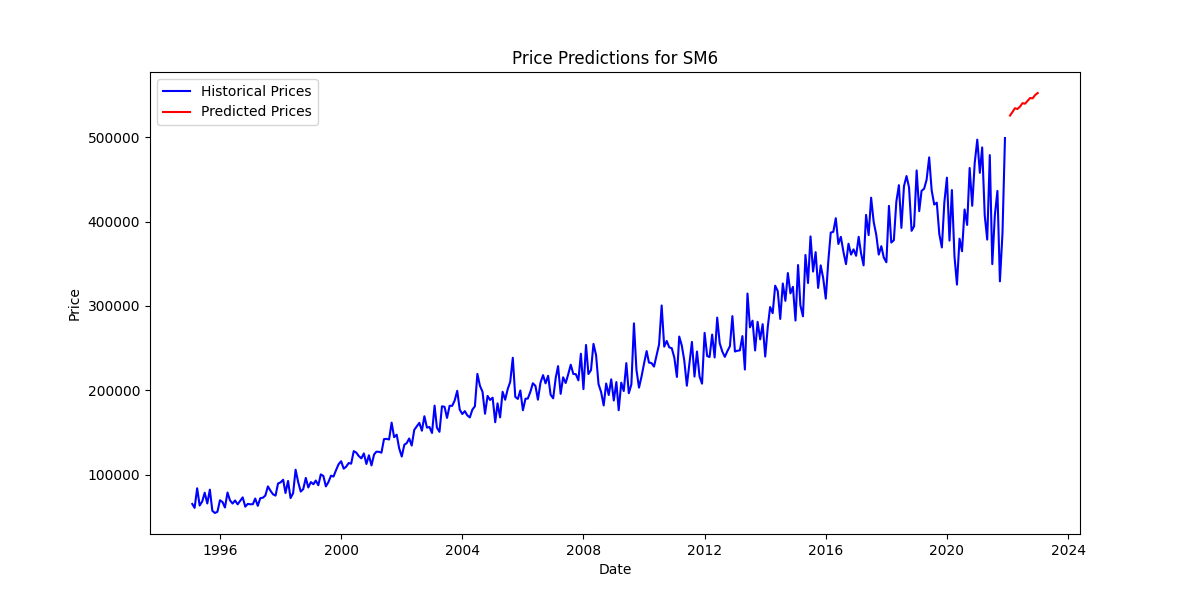 Price Predictions for SM6
Historical Prices
Predicted Prices
500000
400000
300000
200000
100000
Price
1996 2000 2004 2008 2012 2016 2020 2024
Date